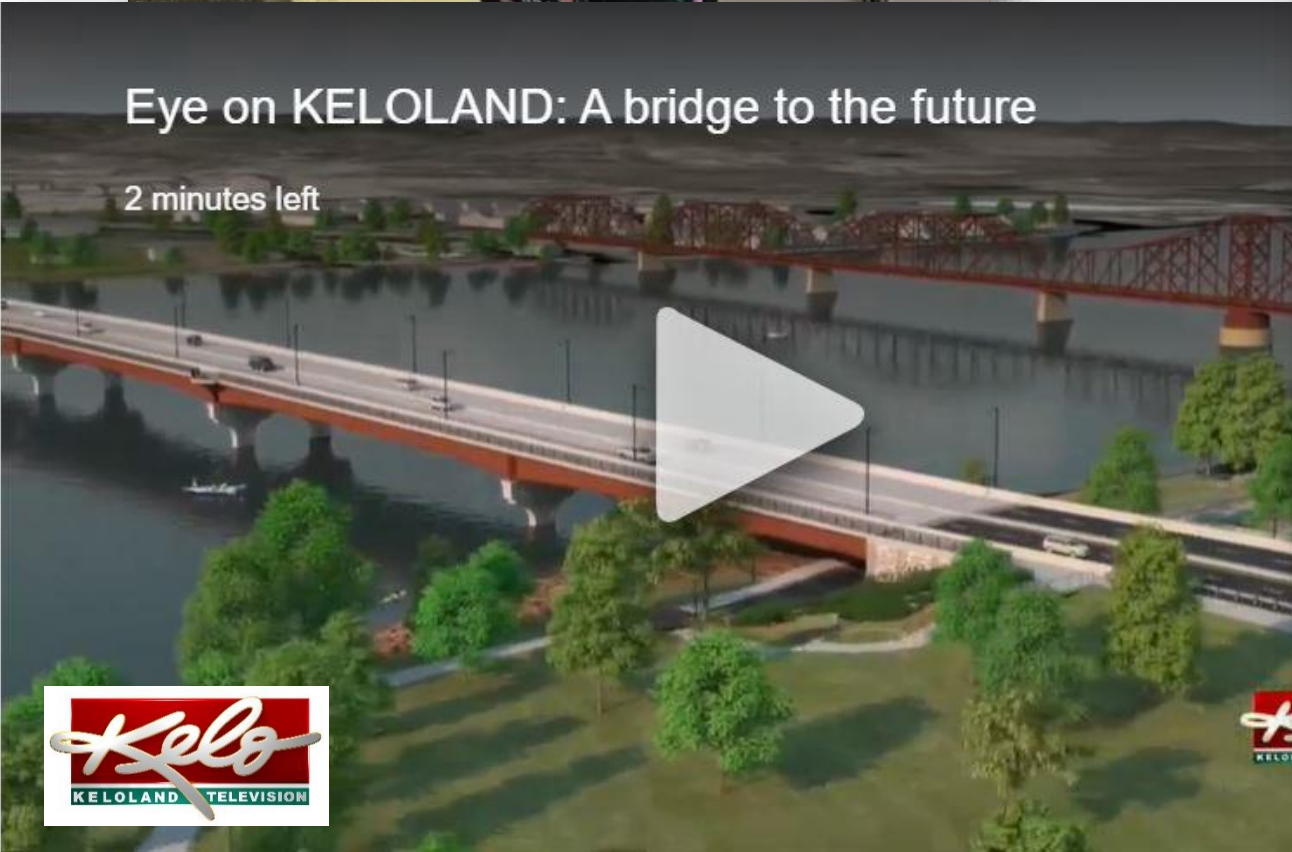 Eye on KELOLAND: A bridge to the future
2 minutes left
Kelo
KELOLAND TELEVISION